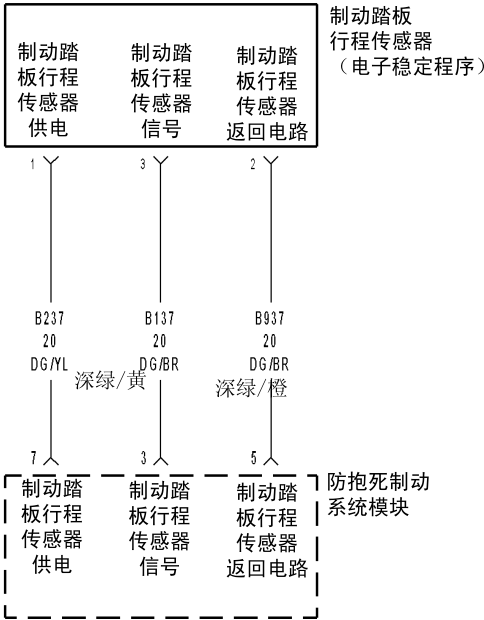 制动踏板
行程传感器
（电子稳定程序）
制动踏
板行程
传感器
供电
制动踏
板行程
传感器
信号
制动踏
板行程
传感器
返回电路
1 3 2
B237 B137 B937
20 20 20
DG/YL DG/BR DG/BR
深绿/黄 深绿/橙
7 3 5
防抱死制动
系统模块
制动踏
板行程
传感器
供电
制动踏
板行程
传感器
信号
制动踏
板行程
传感器
返回电路